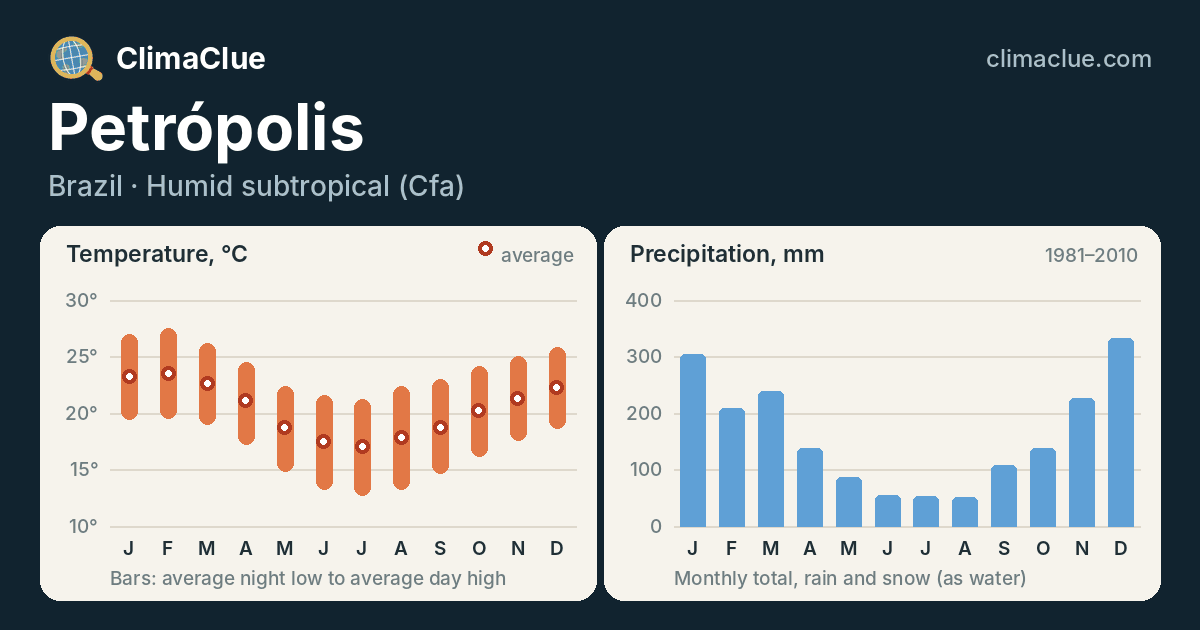 ClimaClue
climaclue.com
Petrópolis
Brazil · Humid subtropical (Cfa)
Temperature, °C
average
30°
25°
20°
15°
10°
J F M A M J J A S O N D
Bars: average night low to average day high
Precipitation, mm
1981–2010
400
300
200
100
0
J F M A M J J A S O N D
Monthly total, rain and snow (as water)